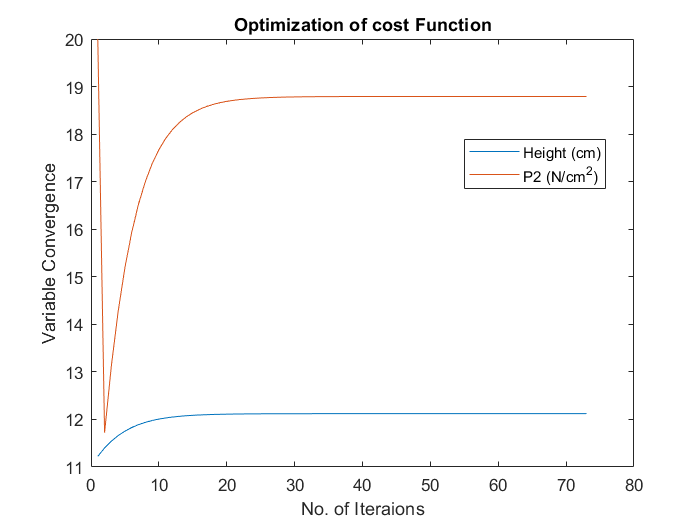 Optimization of cost Function
20
19
18
17
16
15
14
13
12
11
Variable Convergence
Height (cm)
P2 (N/cm²)
0 10 20 30 40 50 60 70 80
No. of Iteraions